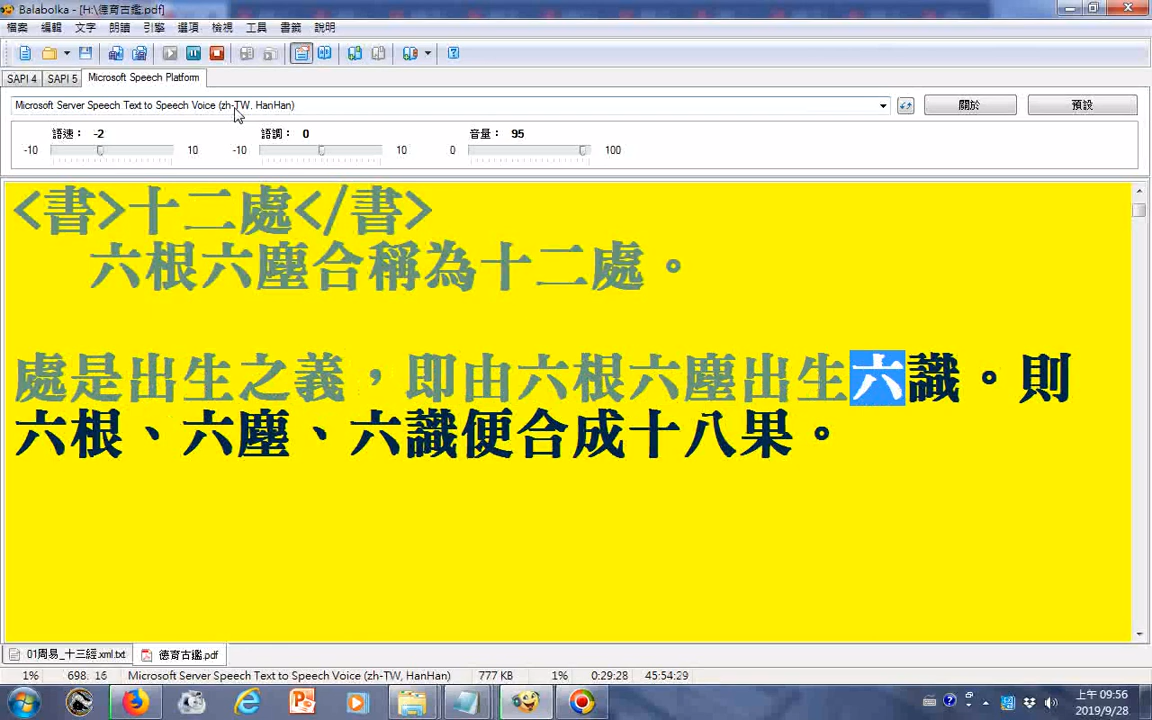 Balabolka - [H:\德育古鑑.pdf]
檔案 編輯 文字 朗讀 引擎 選項 檢視 工具 書籤 說明
SAPI 4 SAPI 5 Microsoft Speech Platform
Microsoft Server Speech Text to Speech Voice (zh-TW, HanHan) 關於 預設
語速： -2 語調： 0 音量： 95
-10 10 -10 10 0 100
<書>十二處</書>
六根六塵合稱為十二處。
處是出生之義，即由六根六塵出生六識。則
六根、六塵、六識便合成十八果。
01周易_十三經.xml.txt 德育古鑑.pdf
1% 698. 16 Microsoft Server Speech Text to Speech Voice (zh-TW, HanHan) 777 KB 1% 0:29:28 45:54:29
上午 09:56
2019/9/28